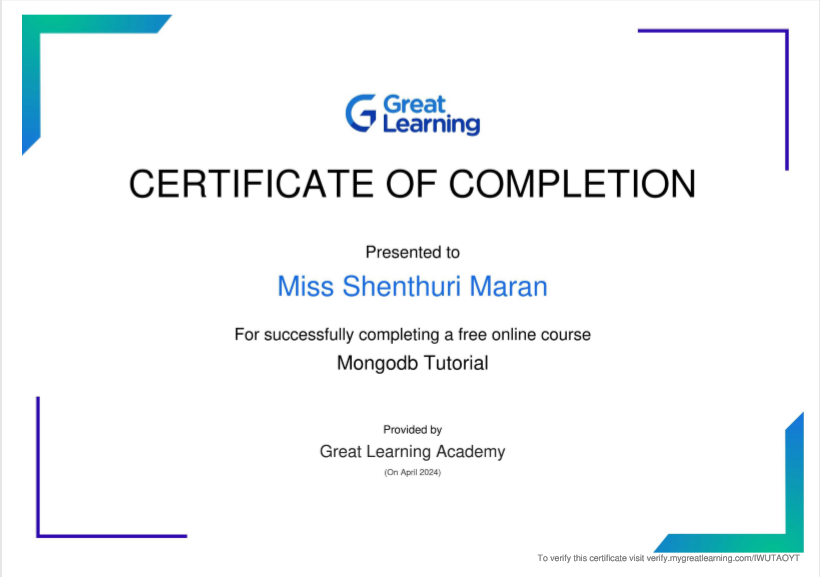 Great
Learning
CERTIFICATE OF COMPLETION
Presented to
Miss Shenthuri Maran
For successfully completing a free online course
Mongodb Tutorial
Provided by
Great Learning Academy
(On April 2024)
To verify this certificate visit verify.mygreatlearning.com/IWUTAOYT